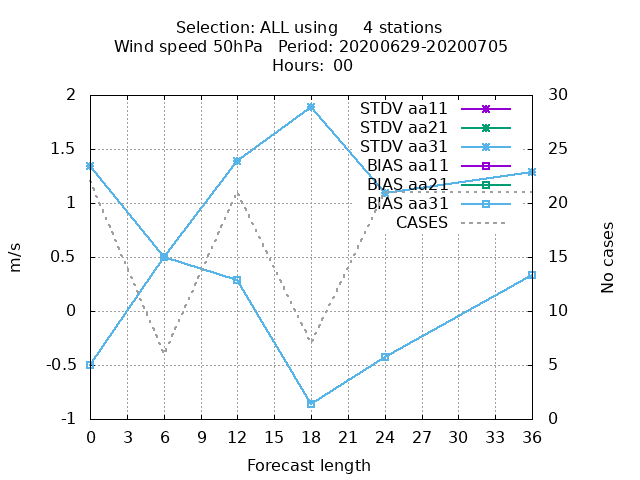 Selection: ALL using     4 stations
Wind speed 50hPa   Period: 20200629-20200705
Hours:  00
2 30
STDV aa11
STDV aa21
1.5 STDV aa31 25
BIAS aa11
BIAS aa21
1 BIAS aa31 20
CASES
0.5 15
0 10
-0.5 5
-1 0
m/s
No cases
0 3 6 9 12 15 18 21 24 27 30 33 36
Forecast length